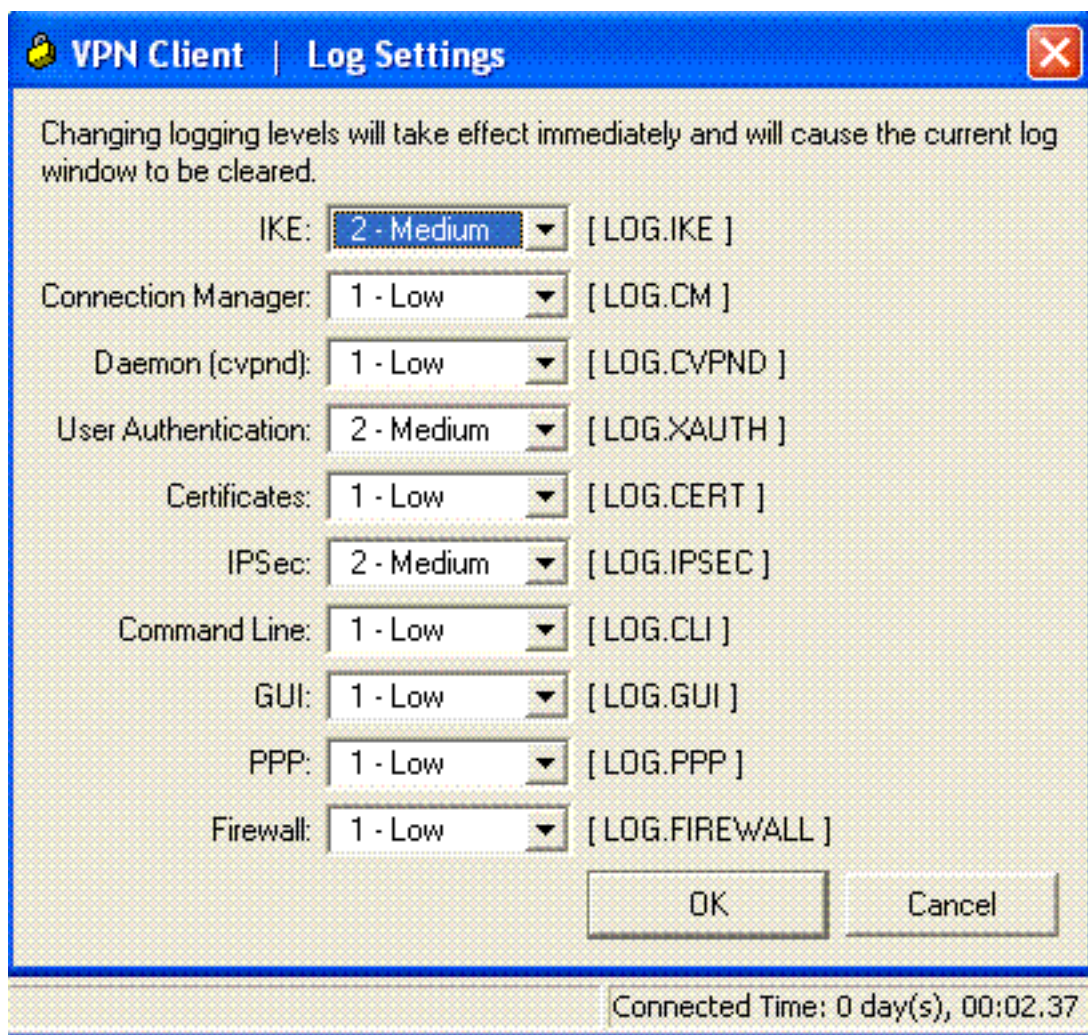 VPN Client | Log Settings
Changing logging levels will take effect immediately and will cause the current log
window to be cleared.
IKE: 2 - Medium [ LOG.IKE ]
Connection Manager: 1 - Low [ LOG.CM ]
Daemon (cvpnd): 1 - Low [ LOG.CVPND ]
User Authentication: 2 - Medium [ LOG.XAUTH ]
Certificates: 1 - Low [ LOG.CERT ]
IPSec: 2 - Medium [ LOG.IPSEC ]
Command Line: 1 - Low [ LOG.CLI ]
GUI: 1 - Low [ LOG.GUI ]
PPP: 1 - Low [ LOG.PPP ]
Firewall: 1 - Low [ LOG.FIREWALL ]
OK Cancel
Connected Time: 0 day(s), 00:02.37